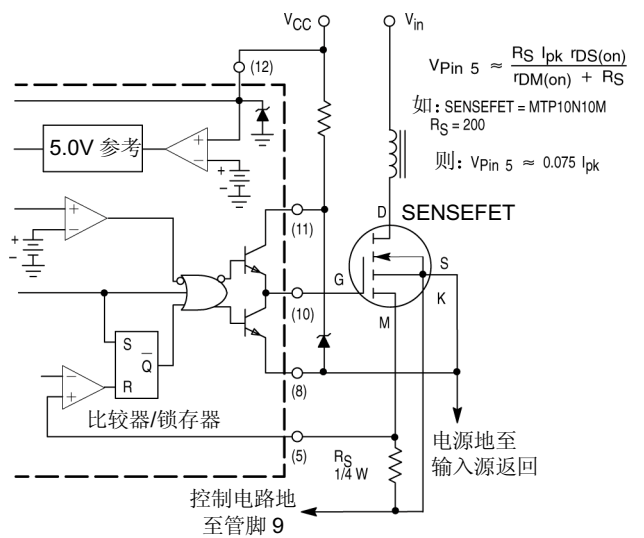 V_CC
V_in
(12)
V_Pin 5 ≈ R_S I_pk r_DS(on) / r_DM(on) + R_S
如: SENSEFET = MTP10N10M
R_S = 200
则: V_Pin 5 ≈ 0.075 I_pk
5.0V 参考
+
−
+
−
D SENSEFET
(11)
+
−
+
−
S
G
K
(10)
M
S
Q̅
R
−
+
(8)
比较器/锁存器
(5)
R_S
1/4 W
电源地至
输入源返回
控制电路地
至管脚 9